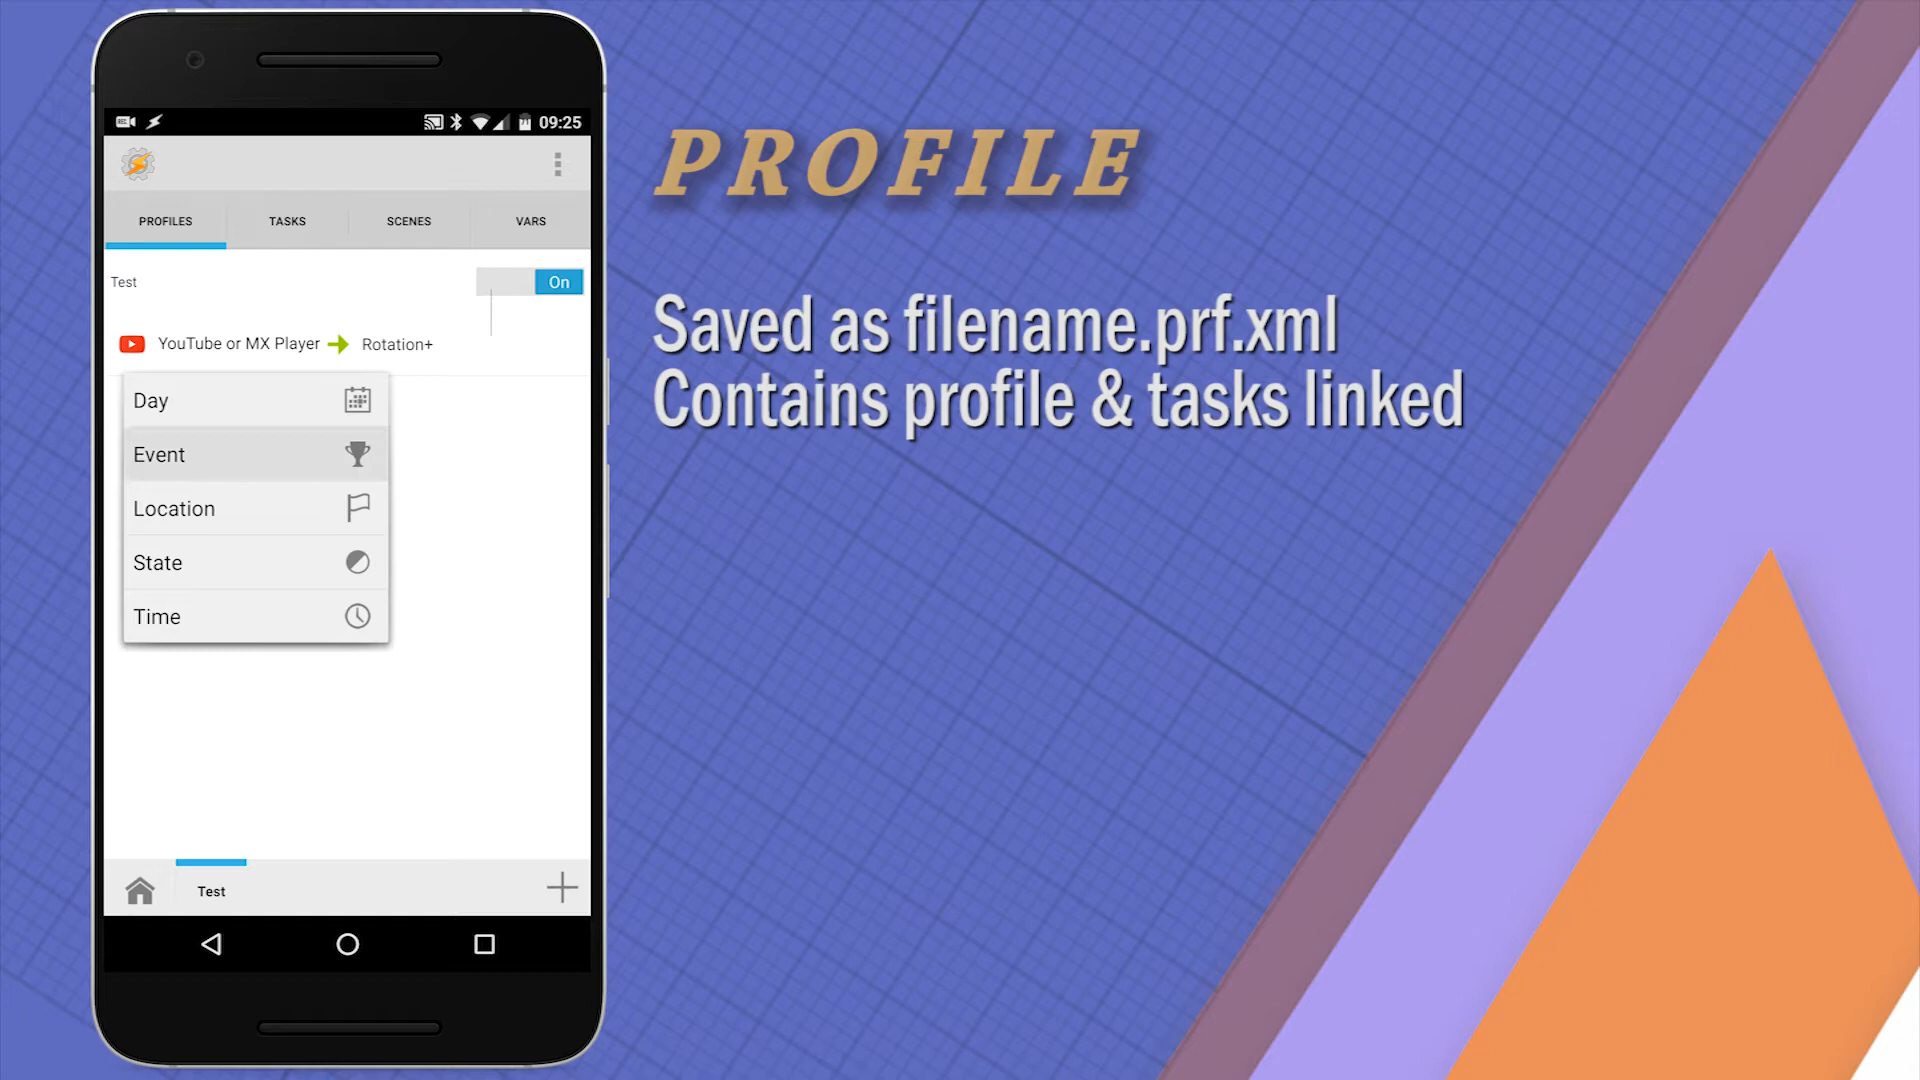 09:25
PROFILES TASKS SCENES VARS
Test On
YouTube or MX Player Rotation+
Day
Event
Location
State
Time
Test
PROFILE
Saved as filename.prf.xml
Contains profile & tasks linked